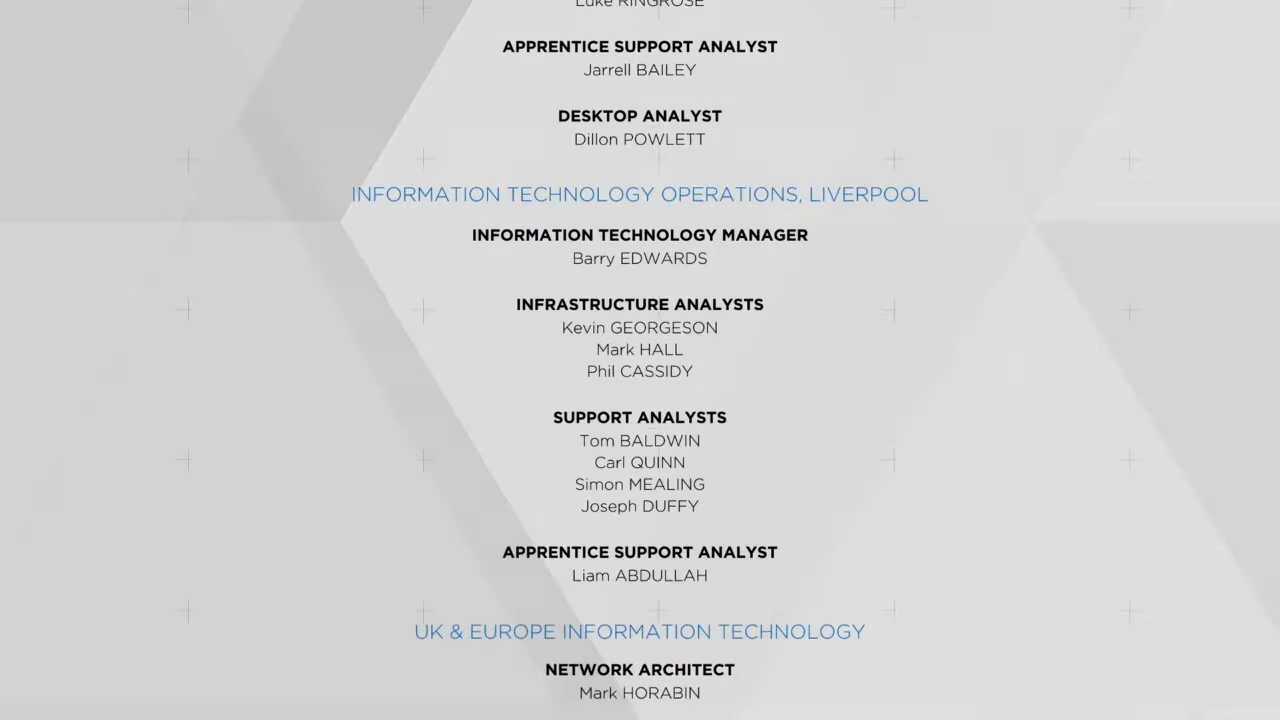 Luke RINGROSE
APPRENTICE SUPPORT ANALYST
Jarrell BAILEY
DESKTOP ANALYST
Dillon POWLETT
INFORMATION TECHNOLOGY OPERATIONS, LIVERPOOL
INFORMATION TECHNOLOGY MANAGER
Barry EDWARDS
INFRASTRUCTURE ANALYSTS
Kevin GEORGESON
Mark HALL
Phil CASSIDY
SUPPORT ANALYSTS
Tom BALDWIN
Carl QUINN
Simon MEALING
Joseph DUFFY
APPRENTICE SUPPORT ANALYST
Liam ABDULLAH
UK & EUROPE INFORMATION TECHNOLOGY
NETWORK ARCHITECT
Mark HORABIN